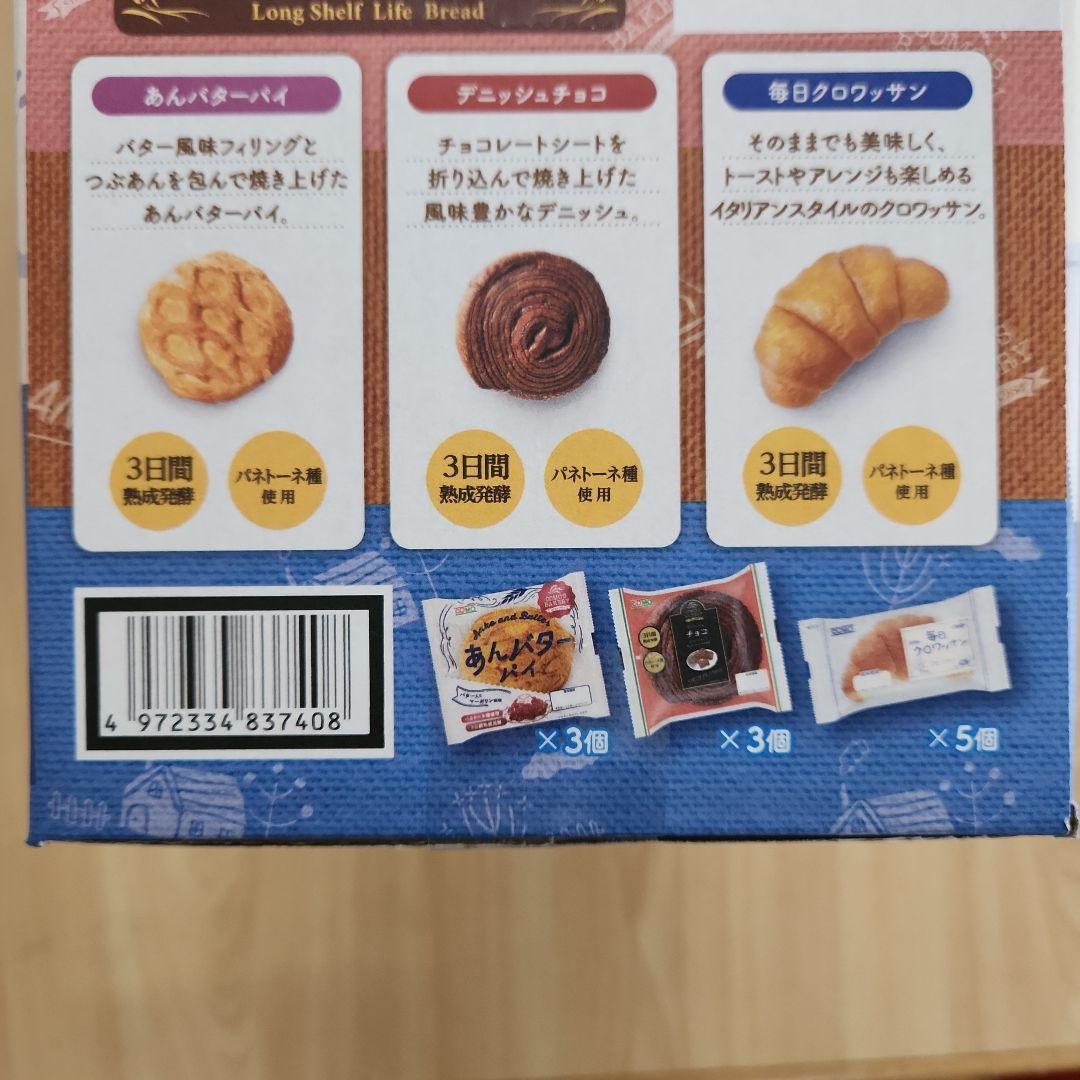 Long Shelf Life Bread
あんバターパイ
バター風味フィリングと
つぶあんを包んで焼き上げた
あんバターパイ。
3日間
熟成発酵
パネトーネ種
使用
デニッシュチョコ
チョコレートシートを
折り込んで焼き上げた
風味豊かなデニッシュ。
3日間
熟成発酵
パネトーネ種
使用
毎日クロワッサン
そのままでも美味しく、
トーストやアレンジも楽しめる
イタリアンスタイルのクロワッサン。
3日間
熟成発酵
パネトーネ種
使用
4 972334 837408
COMO
COMO'S
BAKERY
あんバター
パイ
×3個
COMO
3日間
チョコ
×3個
毎日
クロワッサン
×5個